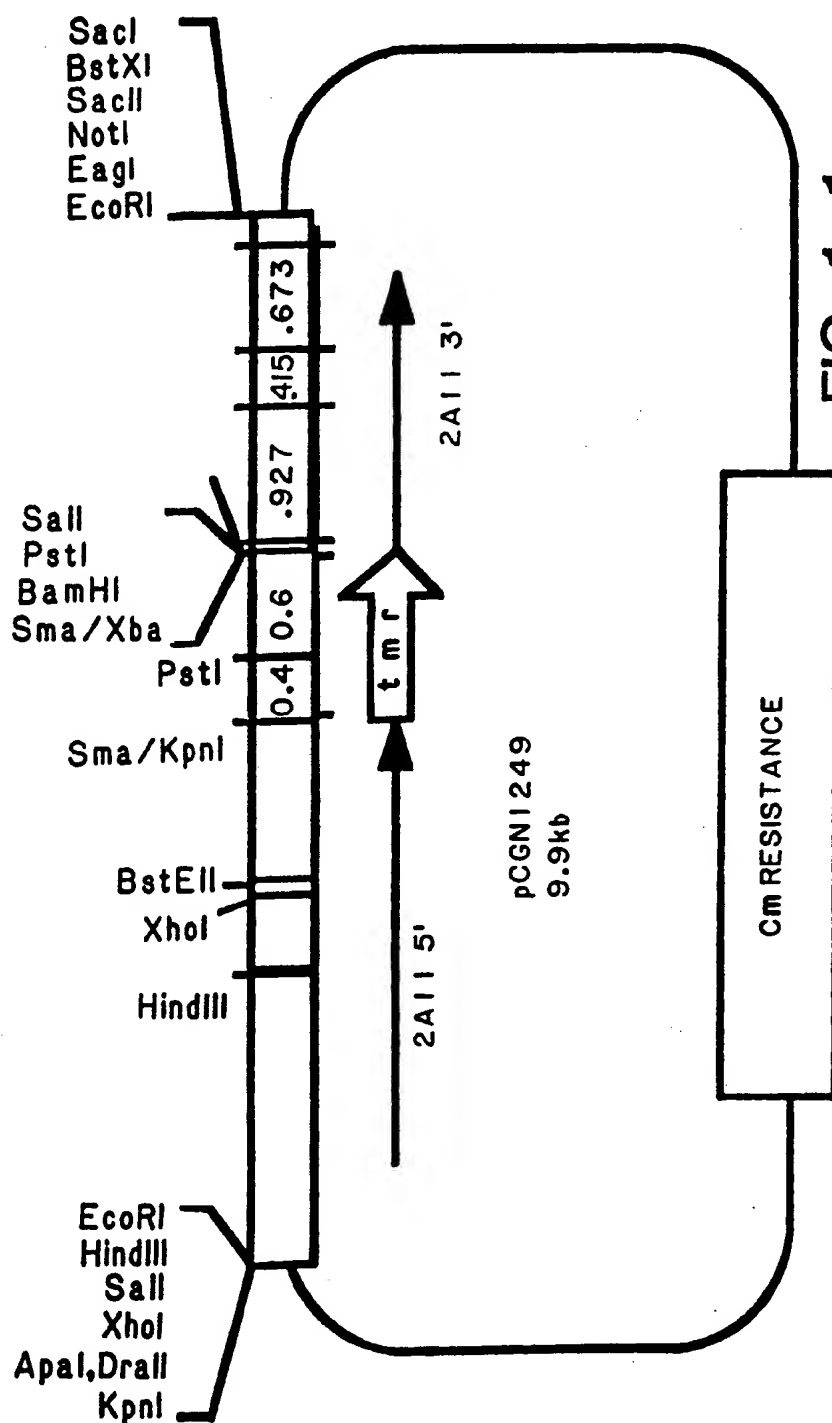 SacI
BstXI
SacII
NotI
EagI
EcoRI
.673
.415
.927
SalI
PstI
BamHI
Sma/Xba
0.6
PstI
0.4
Sma/KpnI
BstEII
XhoI
HindIII
EcoRI
HindIII
SalI
XhoI
ApaI,DraII
KpnI
2A11 3'
tmr
2A11 5'
pCGN1249
9.9kb
Cm RESISTANCE